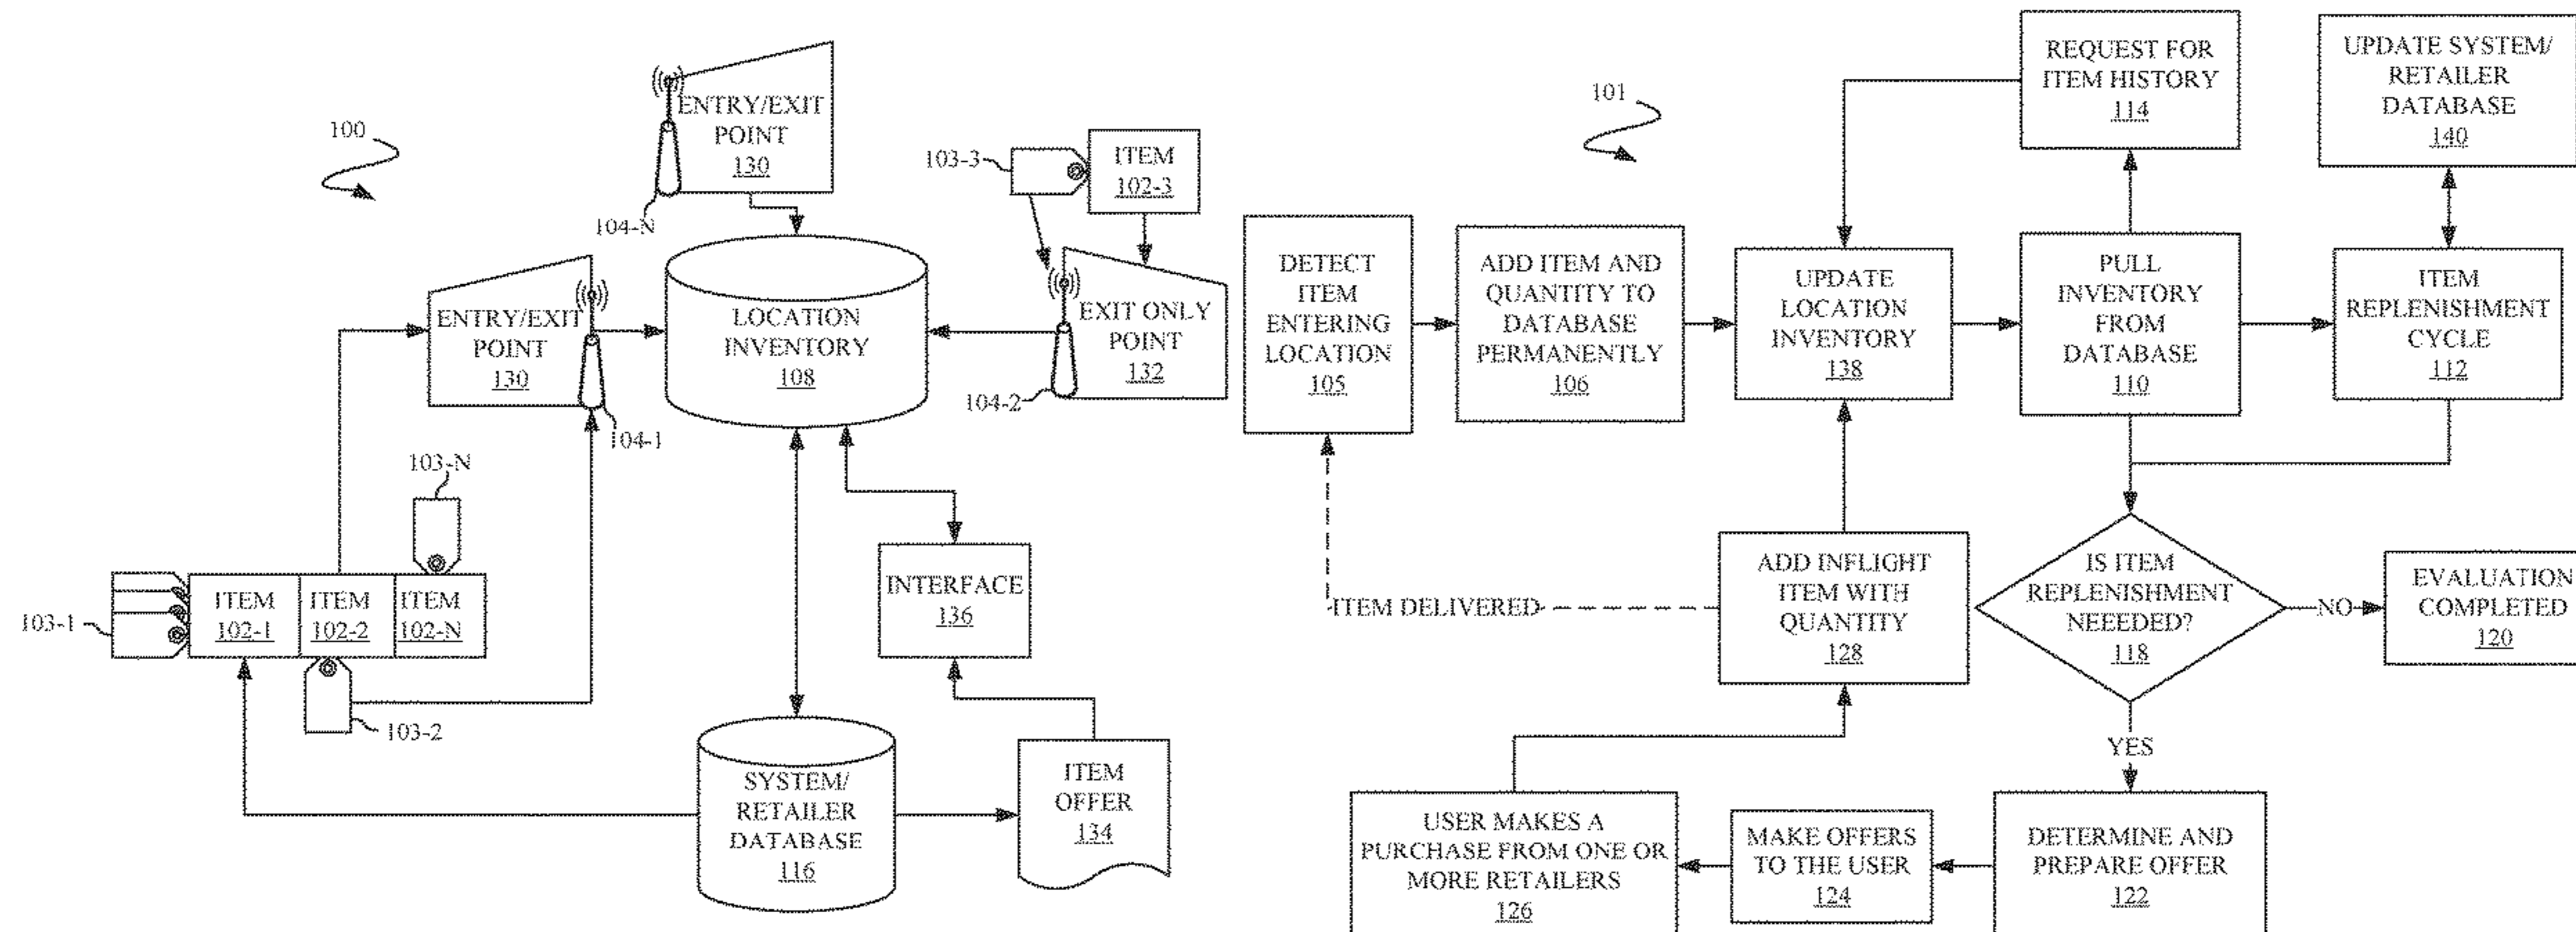 100
ENTRY/EXIT
POINT
130
104-N
103-3
ITEM
102-3
ENTRY/EXIT
POINT
130
104-1
LOCATION
INVENTORY
108
EXIT ONLY
POINT
132
104-2
103-N
103-1
ITEM
102-1
ITEM
102-2
ITEM
102-N
103-2
INTERFACE
136
SYSTEM/
RETAILER
DATABASE
116
ITEM
OFFER
134
101
REQUEST FOR
ITEM HISTORY
114
UPDATE SYSTEM/
RETAILER
DATABASE
140
DETECT
ITEM
ENTERING
LOCATION
105
ADD ITEM AND
QUANTITY TO
DATABASE
PERMANENTLY
106
UPDATE
LOCATION
INVENTORY
138
PULL
INVENTORY
FROM
DATABASE
110
ITEM
REPLENISHMENT
CYCLE
112
ITEM DELIVERED
ADD INFLIGHT
ITEM WITH
QUANTITY
128
IS ITEM
REPLENISHMENT
NEEEDED?
118
NO
EVALUATION
COMPLETED
120
YES
USER MAKES A
PURCHASE FROM ONE OR
MORE RETAILERS
126
MAKE OFFERS
TO THE USER
124
DETERMINE AND
PREPARE OFFER
122